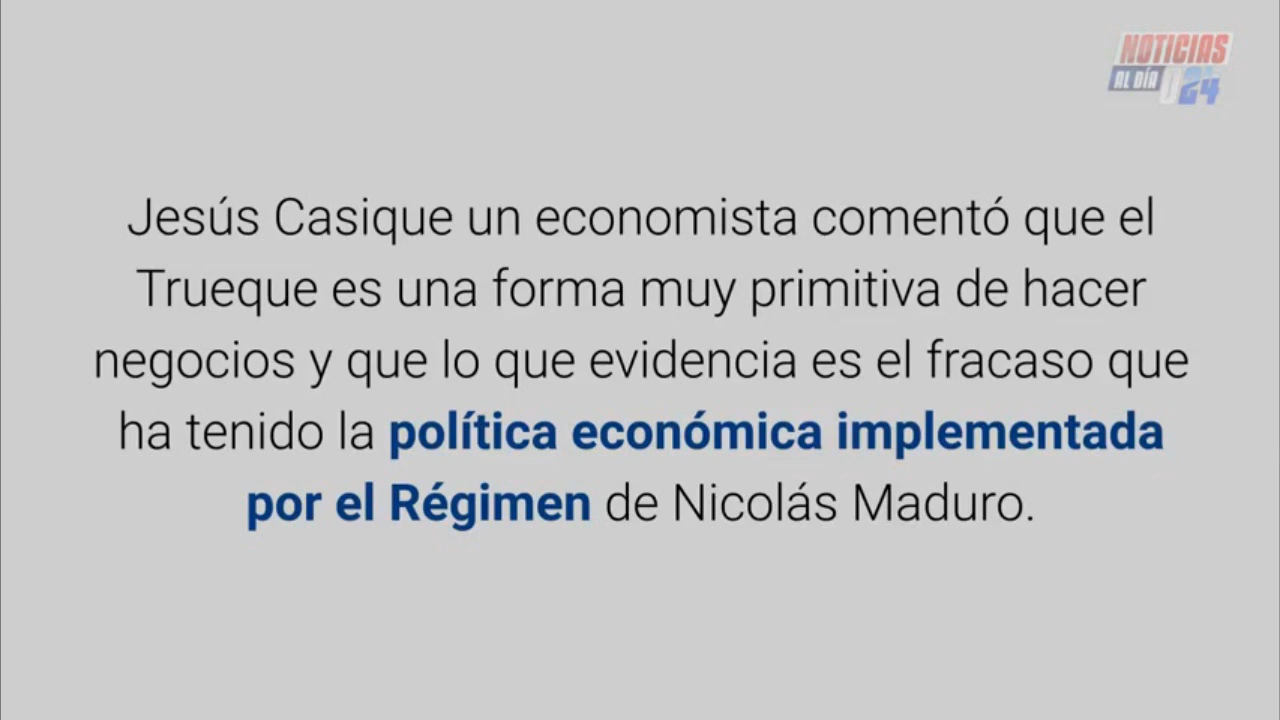 NOTICIAS
AL DÍA 24
Jesús Casique un economista comentó que el
Trueque es una forma muy primitiva de hacer
negocios y que lo que evidencia es el fracaso que
ha tenido la política económica implementada
por el Régimen de Nicolás Maduro.